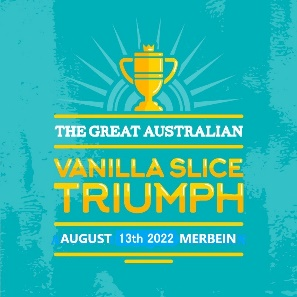 THE GREAT AUSTRALIAN
VANILLA SLICE
TRIUMPH
AUGUST 13th 2022 MERBEIN